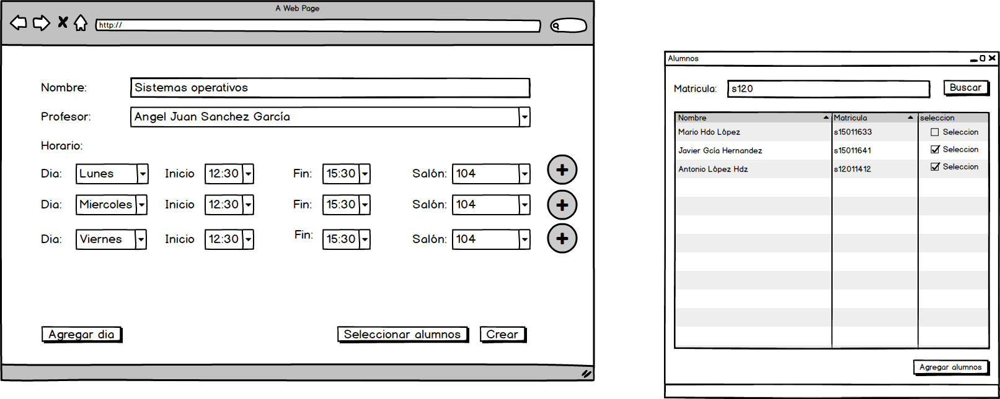 A Web Page
http://
Nombre: Sistemas operativos
Profesor: Angel Juan Sanchez García
Horario:
Dia: Lunes Inicio 12:30 Fin: 15:30 Salón: 104
Dia: Miercoles Inicio 12:30 Fin: 15:30 Salón: 104
Dia: Viernes Inicio 12:30 Fin: 15:30 Salón: 104
Agregar dia Seleccionar alumnos Crear
Alumnos
Matricula: s120 Buscar
Nombre Matricula seleccion
Mario Hdo López s15011633 Seleccion
Javier Gcía Hernandez s15011641 Seleccion
Antonio López Hdz s12011412 Seleccion
Agregar alumnos